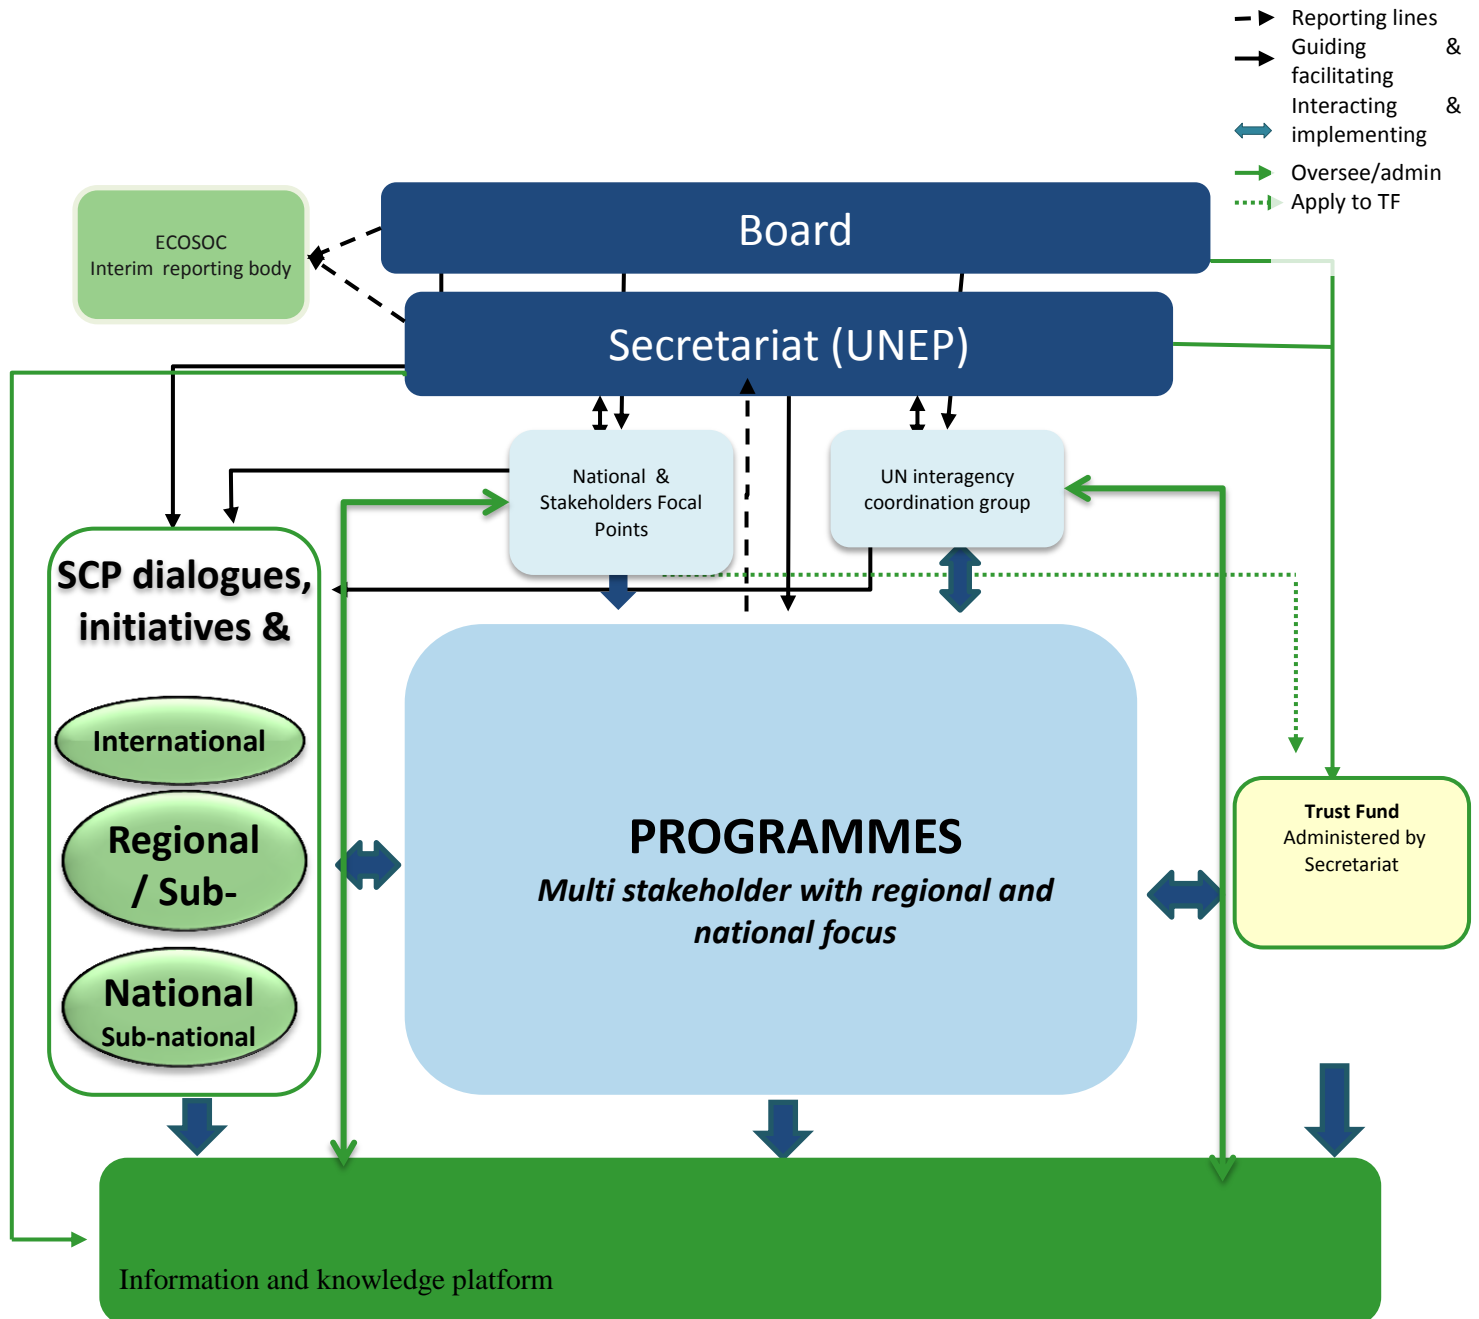 Reporting lines
Guiding &
facilitating
Interacting &
implementing
Oversee/admin
Apply to TF
Board
ECOSOC
Interim reporting body
Secretariat (UNEP)
National &
Stakeholders Focal
Points
UN interagency
coordination group
SCP dialogues,
initiatives &
International
Regional
/ Sub-
National
Sub-national
PROGRAMMES
Multi stakeholder with regional and
national focus
Trust Fund
Administered by
Secretariat
Information and knowledge platform